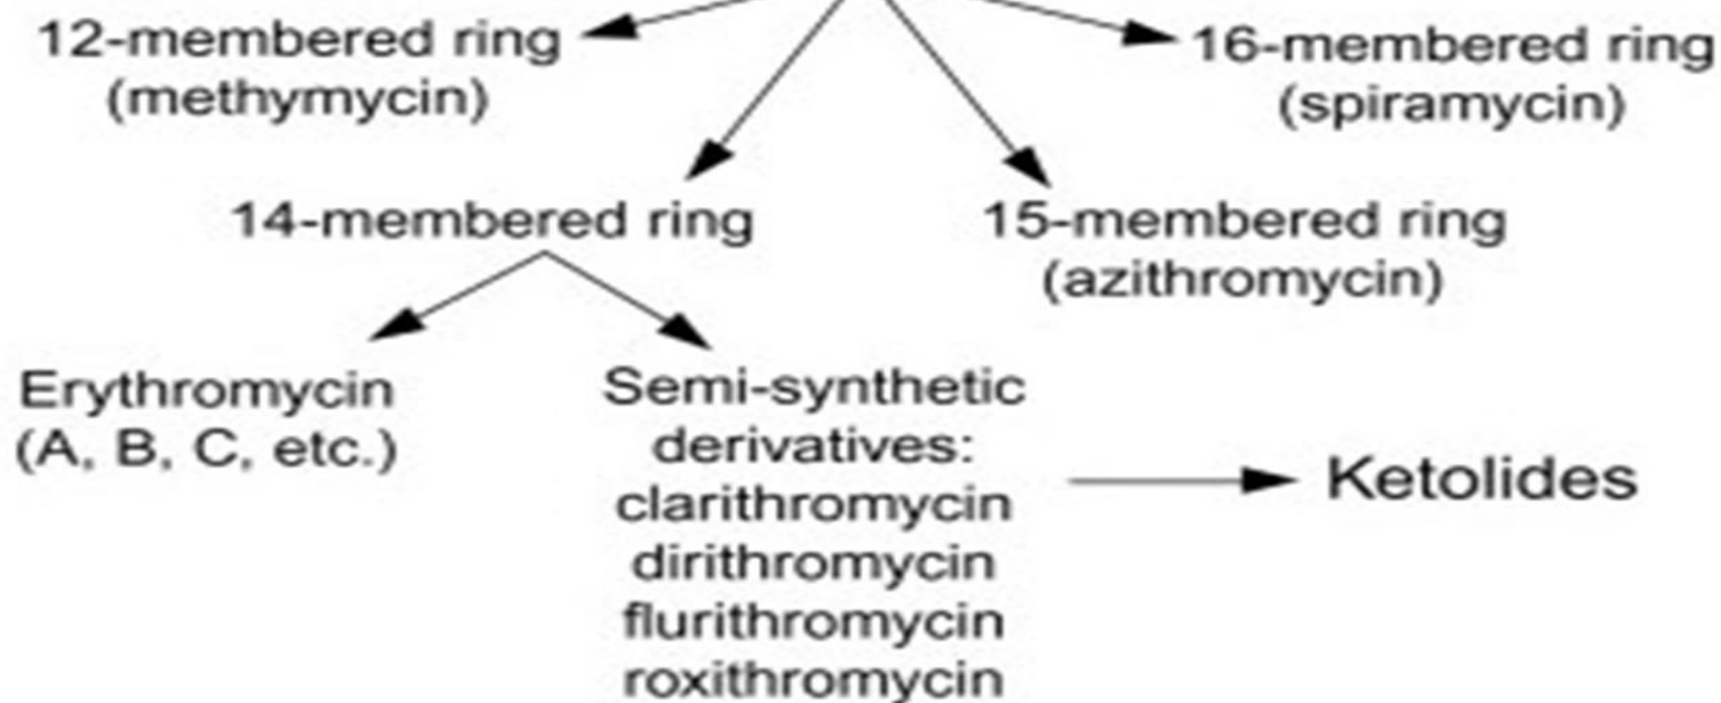 12-membered ring
(methymycin)
16-membered ring
(spiramycin)
14-membered ring
15-membered ring
(azithromycin)
Erythromycin
(A, B, C, etc.)
Semi-synthetic
derivatives:
clarithromycin
dirithromycin
flurithromycin
roxithromycin
Ketolides